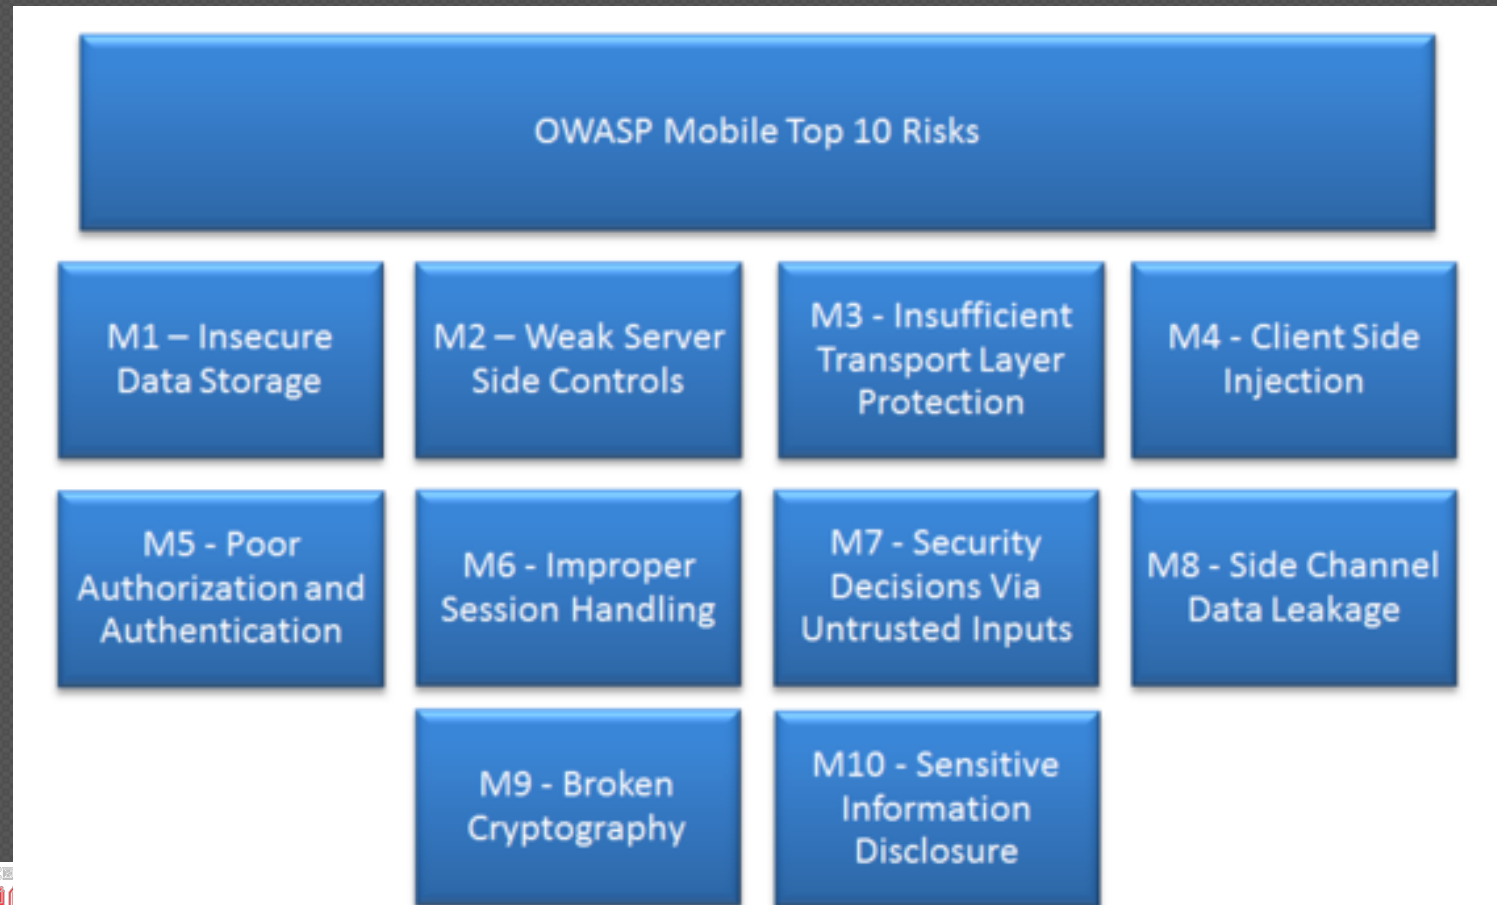 OWASP Mobile Top 10 Risks
M1 – Insecure
Data Storage
M2 – Weak Server
Side Controls
M3 - Insufficient
Transport Layer
Protection
M4 - Client Side
Injection
M5 - Poor
Authorization and
Authentication
M6 - Improper
Session Handling
M7 - Security
Decisions Via
Untrusted Inputs
M8 - Side Channel
Data Leakage
M9 - Broken
Cryptography
M10 - Sensitive
Information
Disclosure